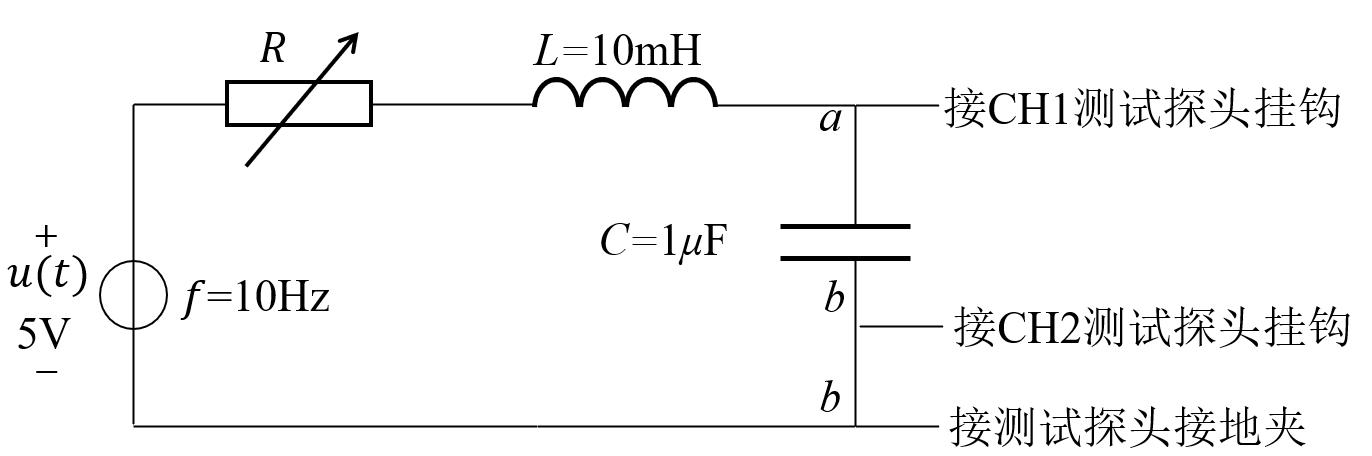 R
L=10mH
a
接CH1测试探头挂钩
C=1μF
+
u(t)
5V
−
f=10Hz
b
接CH2测试探头挂钩
b
接测试探头接地夹